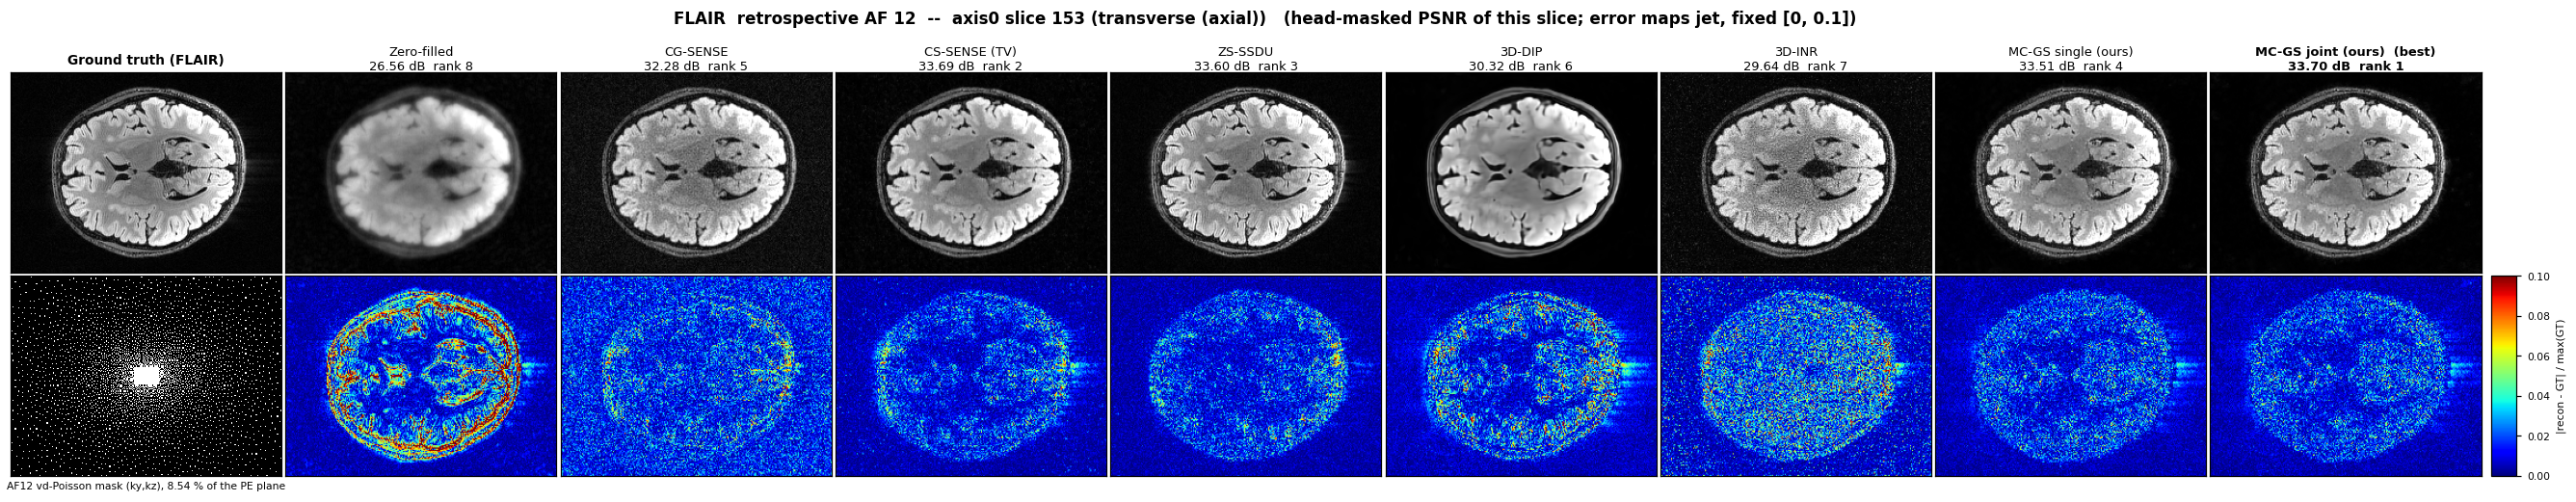 FLAIR  retrospective AF 12  --  axis0 slice 153 (transverse (axial))   (head-masked PSNR of this slice; error maps jet, fixed [0, 0.1])
Ground truth (FLAIR)
Zero-filled
26.56 dB  rank 8
CG-SENSE
32.28 dB  rank 5
CS-SENSE (TV)
33.69 dB  rank 2
ZS-SSDU
33.60 dB  rank 3
3D-DIP
30.32 dB  rank 6
3D-INR
29.64 dB  rank 7
MC-GS single (ours)
33.51 dB  rank 4
MC-GS joint (ours)  (best)
33.70 dB  rank 1
0.10
0.08
0.06
0.04
0.02
0.00
|recon - GT| / max(GT)
AF12 vd-Poisson mask (ky,kz), 8.54 % of the PE plane